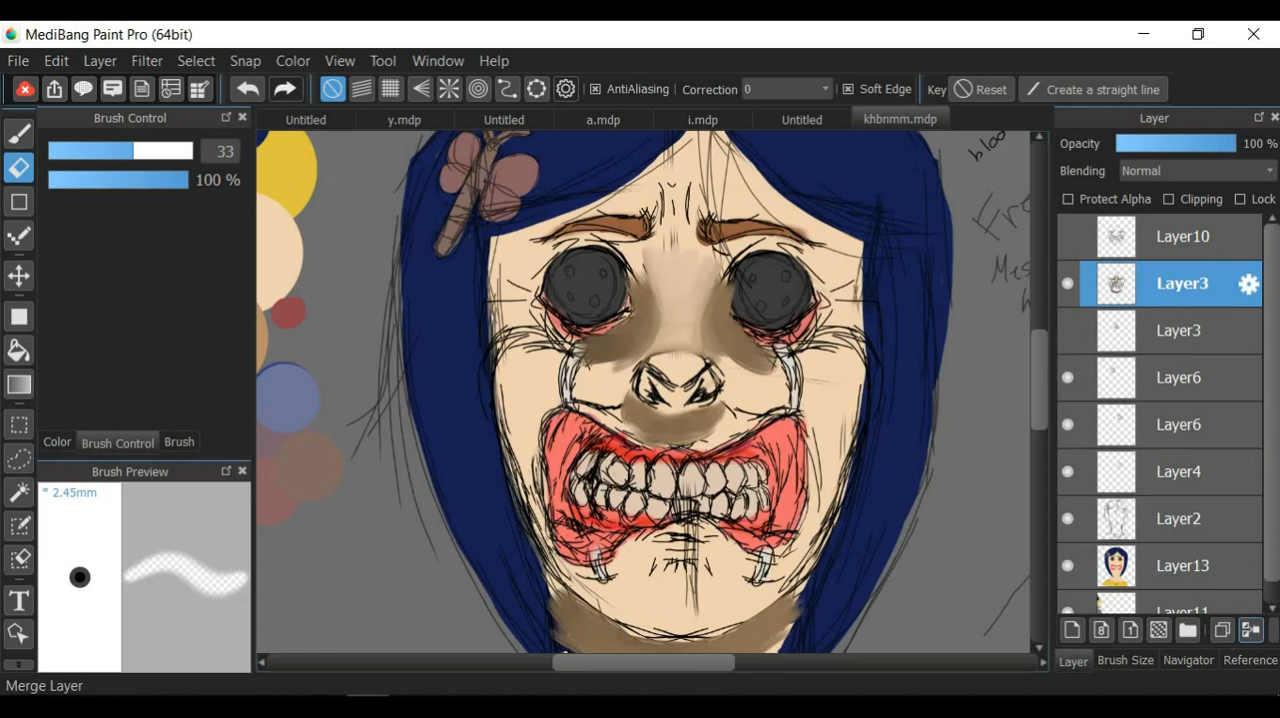 MediBang Paint Pro (64bit)
File Edit Layer Filter Select Snap Color View Tool Window Help
AntiAliasing Correction 0 Soft Edge Key Reset Create a straight line
Brush Control
Untitled y.mdp Untitled a.mdp i.mdp Untitled khbnmm.mdp
Layer
33
100 %
Opacity 100 %
Blending Normal
Protect Alpha Clipping Lock
Layer10
Layer3
Layer3
Layer6
Layer6
Layer4
Layer2
Layer13
Layer11
Color Brush Control Brush
Brush Preview
* 2.45mm
T
8 1
Layer Brush Size Navigator Reference
Merge Layer